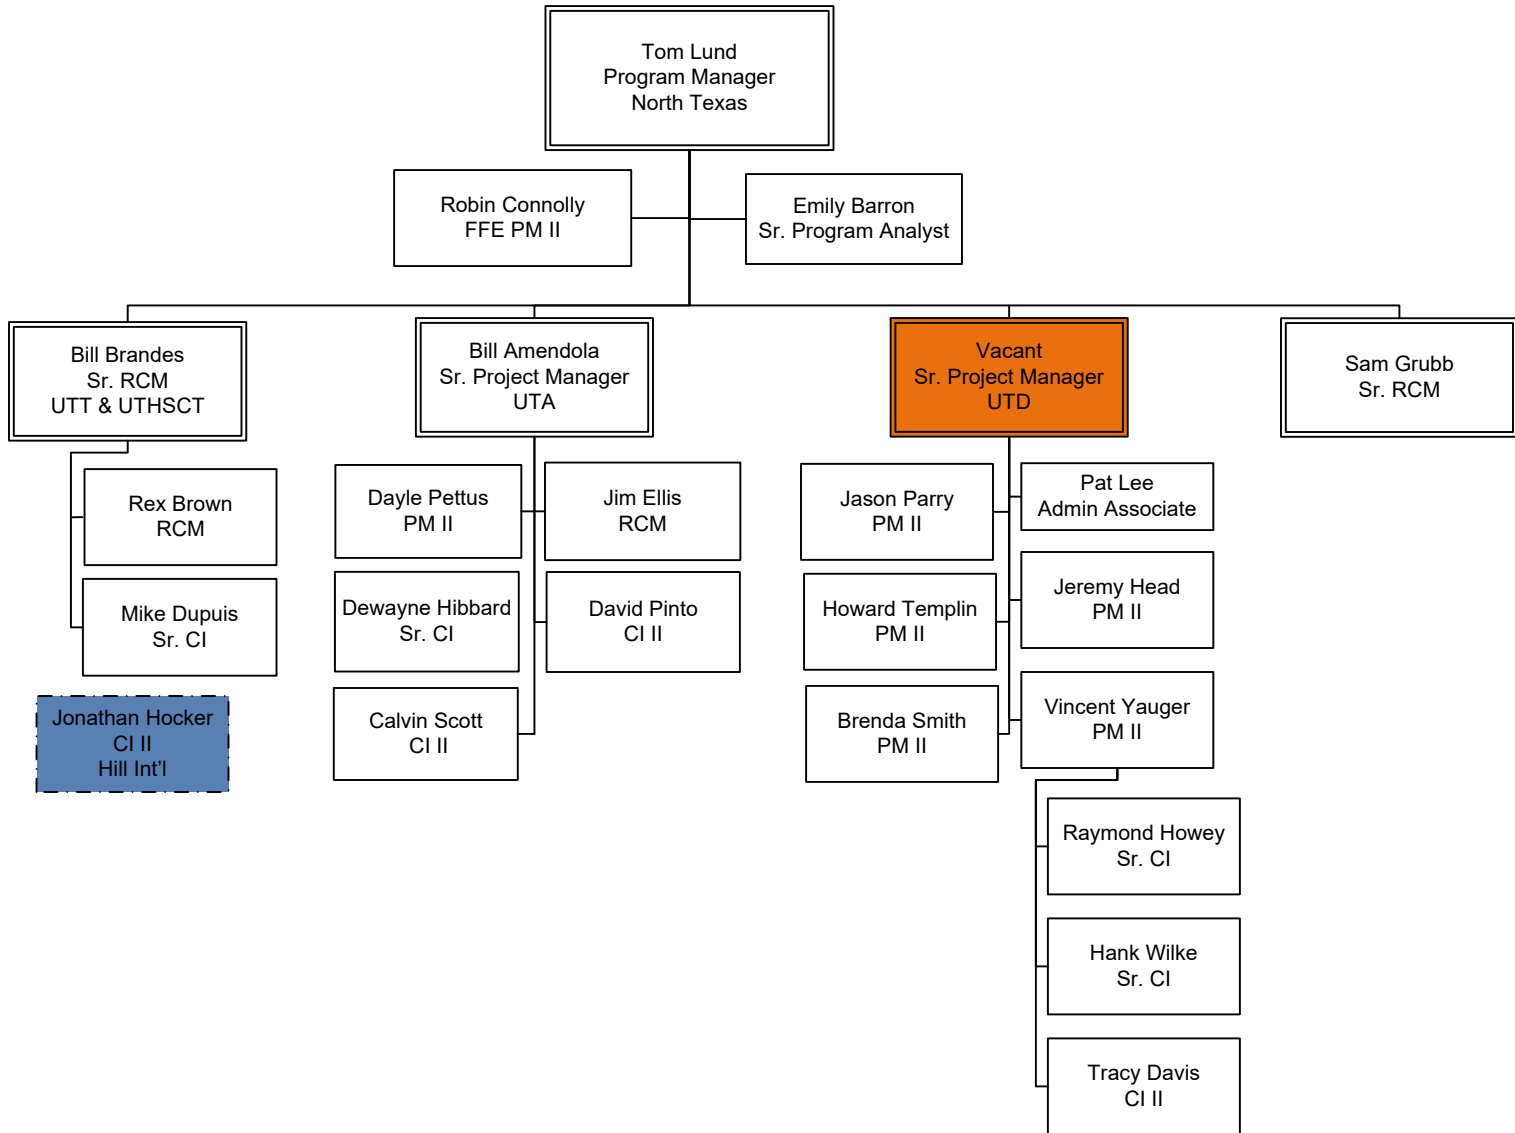 Tom Lund
Program Manager
North Texas
Robin Connolly
FFE PM II
Emily Barron
Sr. Program Analyst
Bill Brandes
Sr. RCM
UTT & UTHSCT
Bill Amendola
Sr. Project Manager
UTA
Vacant
Sr. Project Manager
UTD
Sam Grubb
Sr. RCM
Rex Brown
RCM
Mike Dupuis
Sr. CI
Jonathan Hocker
CI II
Hill Int’l
Dayle Pettus
PM II
Jim Ellis
RCM
Dewayne Hibbard
Sr. CI
David Pinto
CI II
Calvin Scott
CI II
Jason Parry
PM II
Pat Lee
Admin Associate
Howard Templin
PM II
Jeremy Head
PM II
Brenda Smith
PM II
Vincent Yauger
PM II
Raymond Howey
Sr. CI
Hank Wilke
Sr. CI
Tracy Davis
CI II